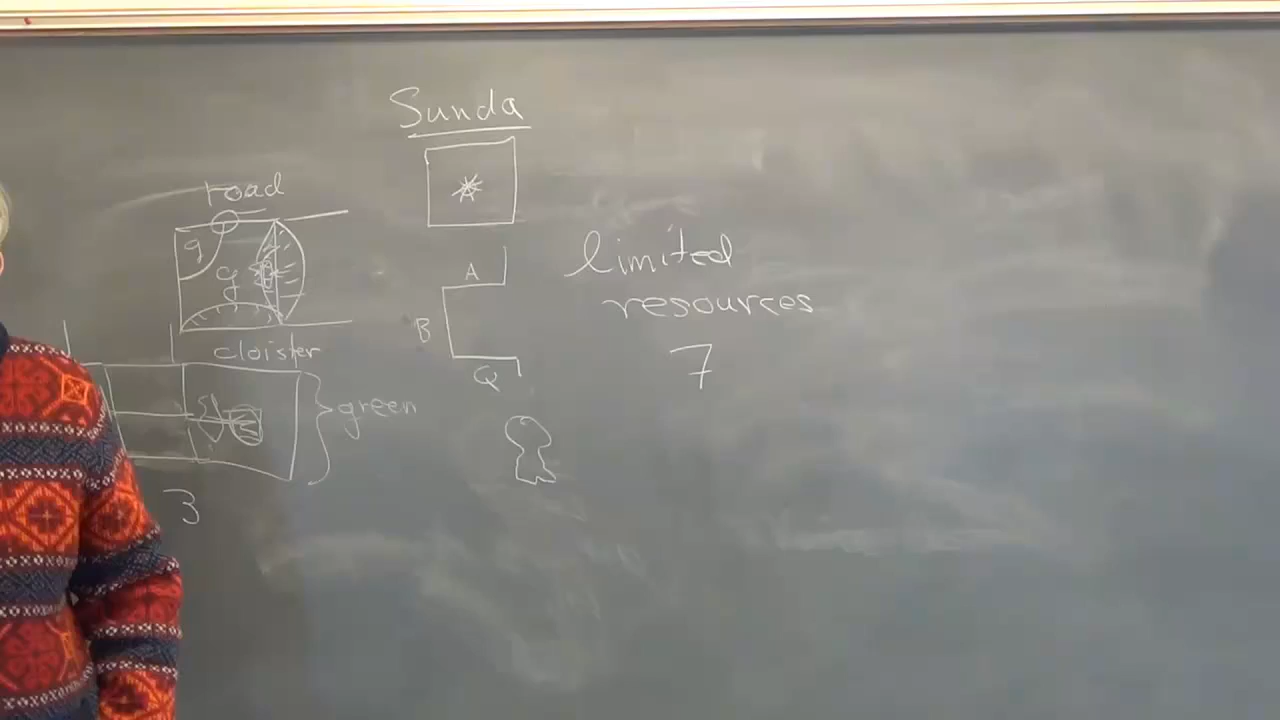 Sunda
road
g
g
cloister
green
3
A
B
Q
limited
resources
7